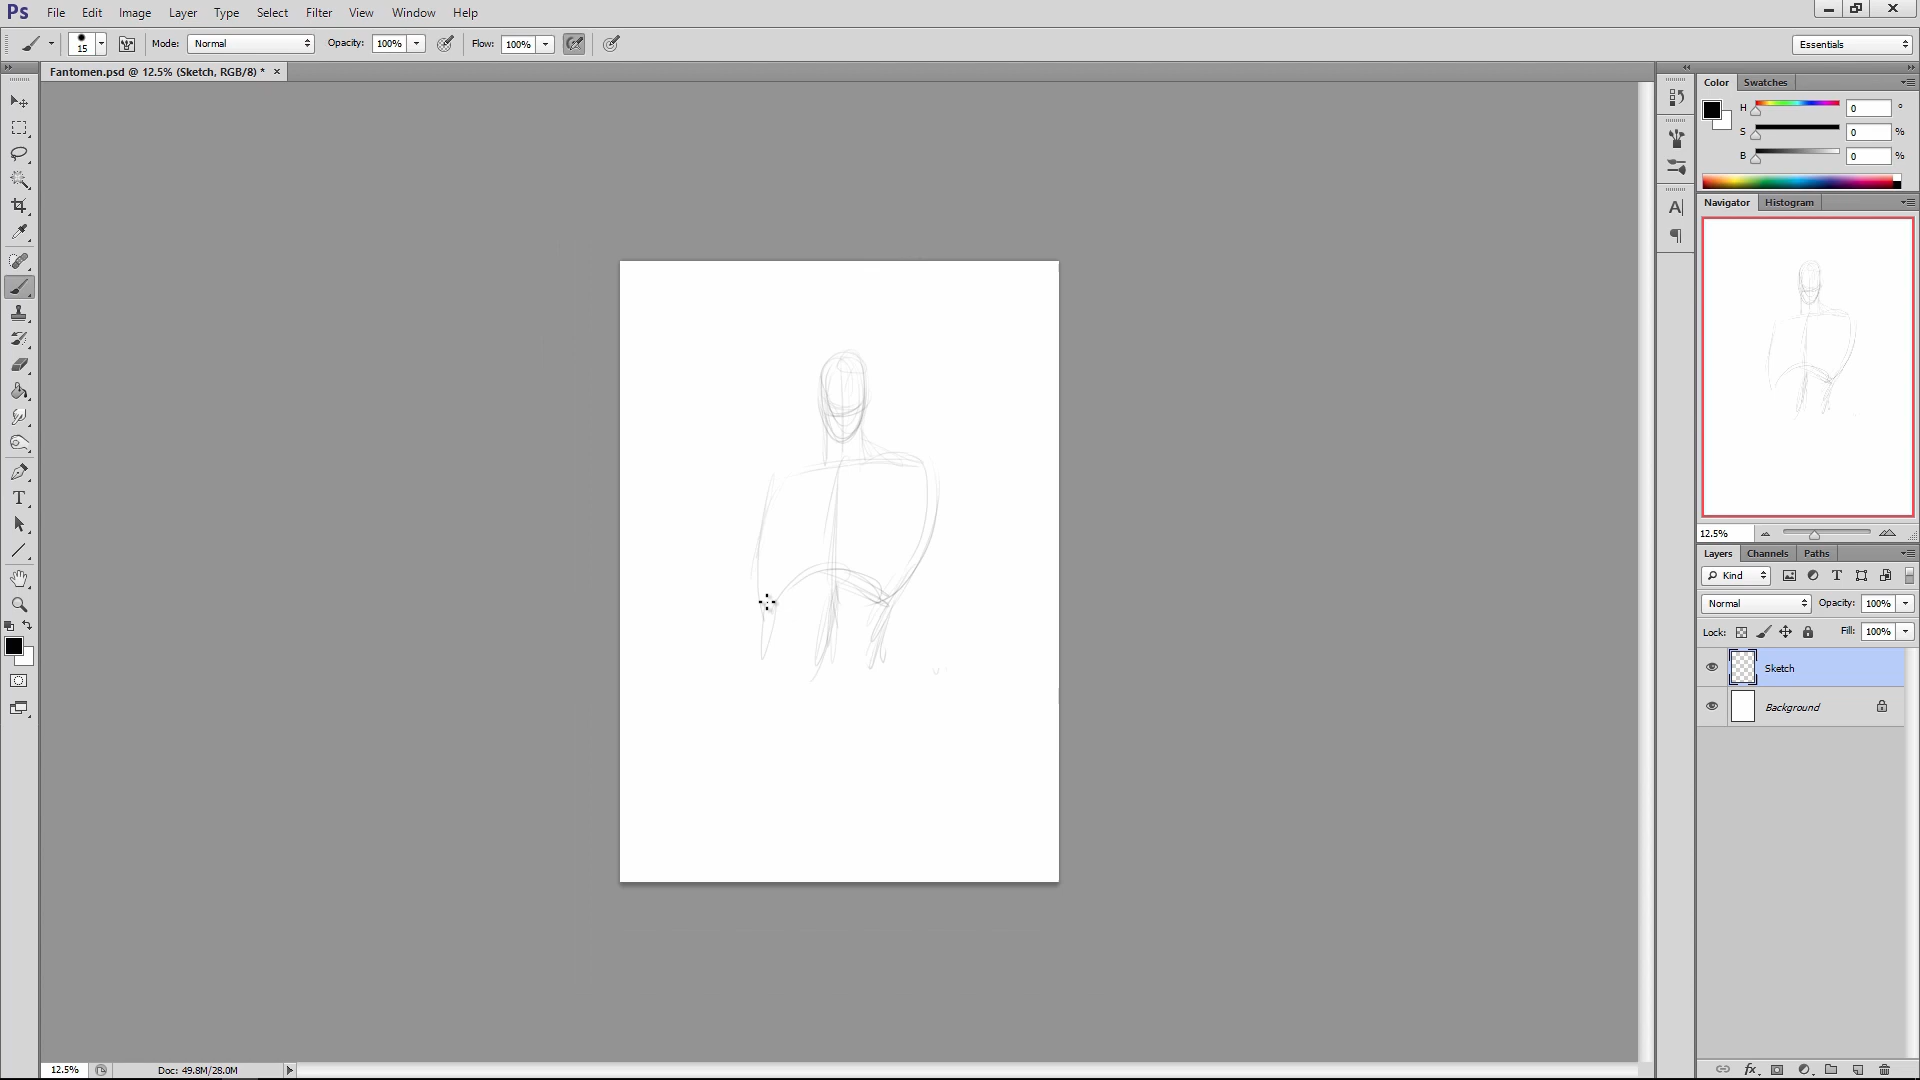 Ps File Edit Image Layer Type Select Filter View Window Help
15 Mode: Normal Opacity: 100% Flow: 100% Essentials
Fantomen.psd @ 12.5% (Sketch, RGB/8) * ×
Color Swatches
H 0 °
S 0 %
B 0 %
Navigator Histogram
12.5%
Layers Channels Paths
Kind
Normal Opacity: 100%
Lock: Fill: 100%
Sketch
Background
12.5% Doc: 49.8M/28.0M